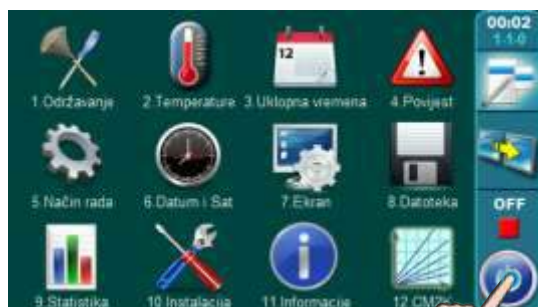 00:02
1-1-0
1.Održavanje 2.Temperature 3.Uklopna vremena 4.Povijest
12
5.Način rada 6.Datum i Sat 7.Ekran 8.Datoteka
OFF
9.Statistika 10.Instalacija 11.Informacije 12.CM2K